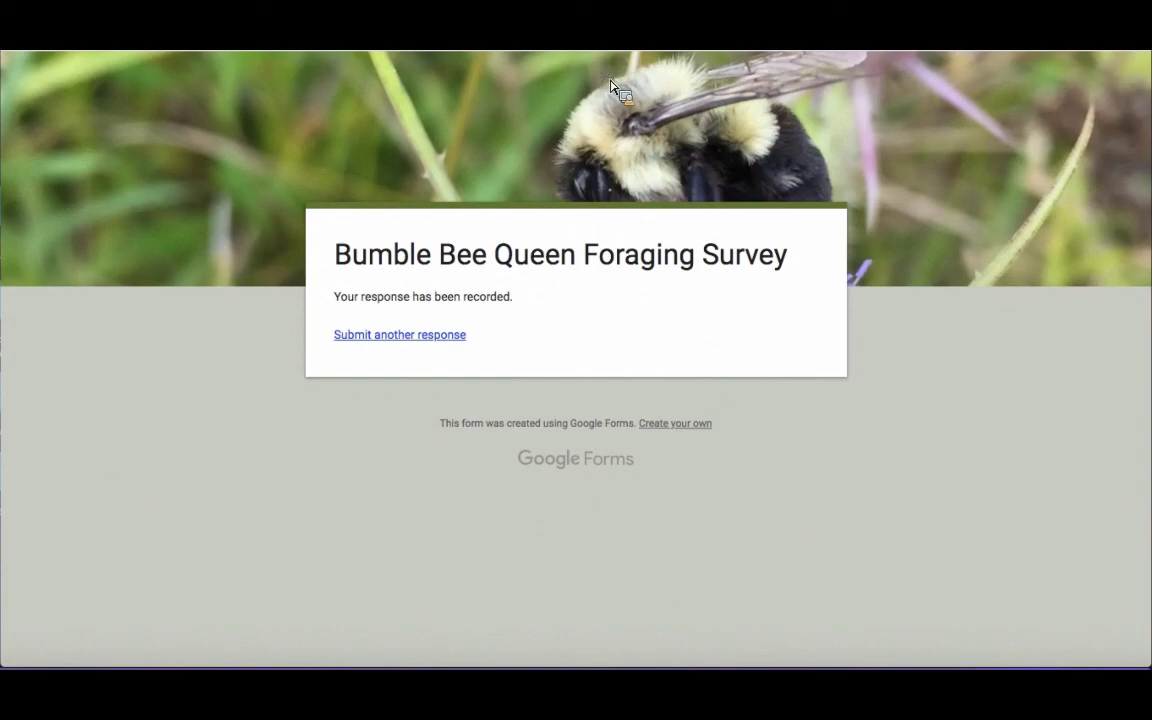 Bumble Bee Queen Foraging Survey
Your response has been recorded.
Submit another response
This form was created using Google Forms. Create your own
Google Forms